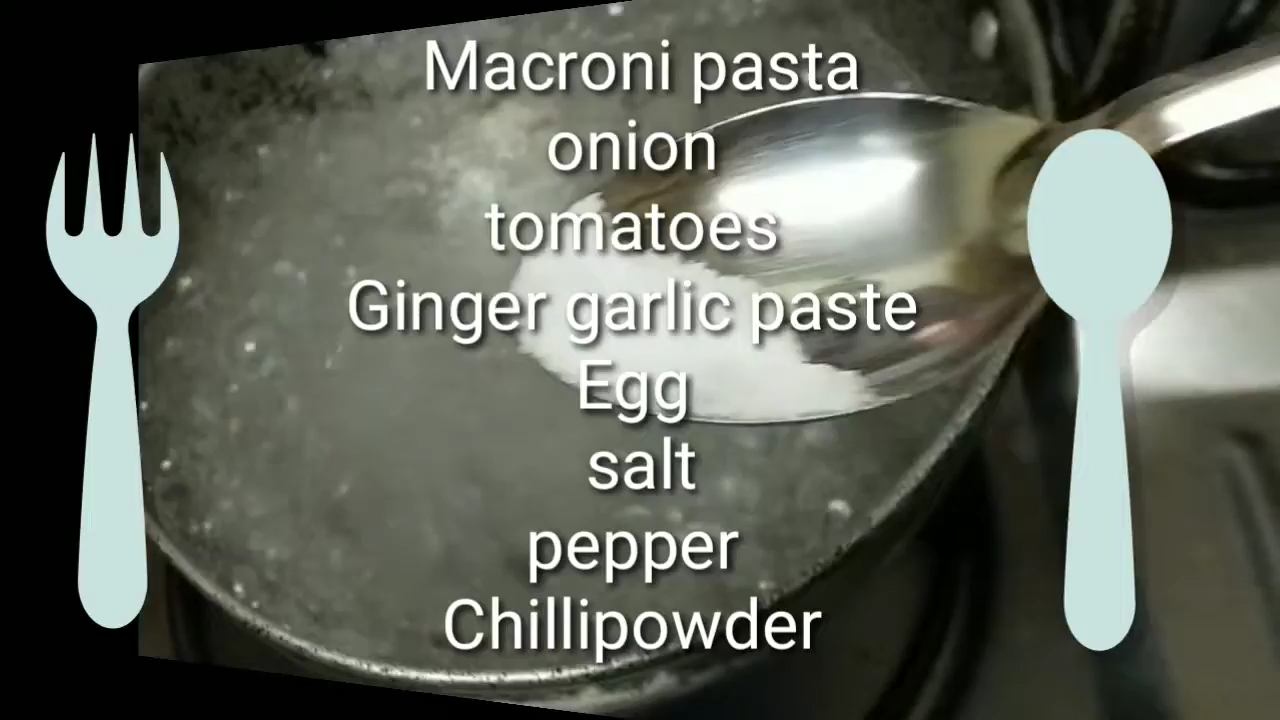 Macroni pasta
onion
tomatoes
Ginger garlic paste
Egg
salt
pepper
Chillipowder